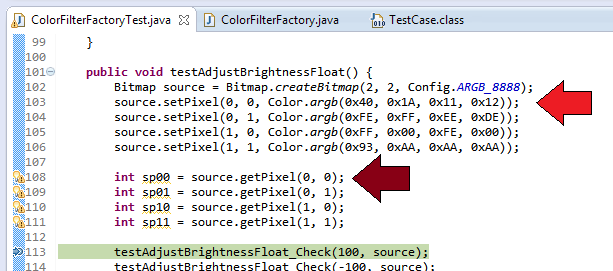 ColorFilterFactoryTest.java ColorFilterFactory.java TestCase.class
99 }
100
101 public void testAdjustBrightnessFloat() {
102 Bitmap source = Bitmap.createBitmap(2, 2, Config.ARGB_8888);
103 source.setPixel(0, 0, Color.argb(0x40, 0x1A, 0x11, 0x12));
104 source.setPixel(0, 1, Color.argb(0xFE, 0xFF, 0xEE, 0xDE));
105 source.setPixel(1, 0, Color.argb(0xFF, 0x00, 0xFE, 0x00));
106 source.setPixel(1, 1, Color.argb(0x93, 0xAA, 0xAA, 0xAA));
107
108 int sp00 = source.getPixel(0, 0);
109 int sp01 = source.getPixel(0, 1);
110 int sp10 = source.getPixel(1, 0);
111 int sp11 = source.getPixel(1, 1);
112
113 testAdjustBrightnessFloat_Check(100, source);
114 testAdjustBrightnessFloat_Check(-100, source);